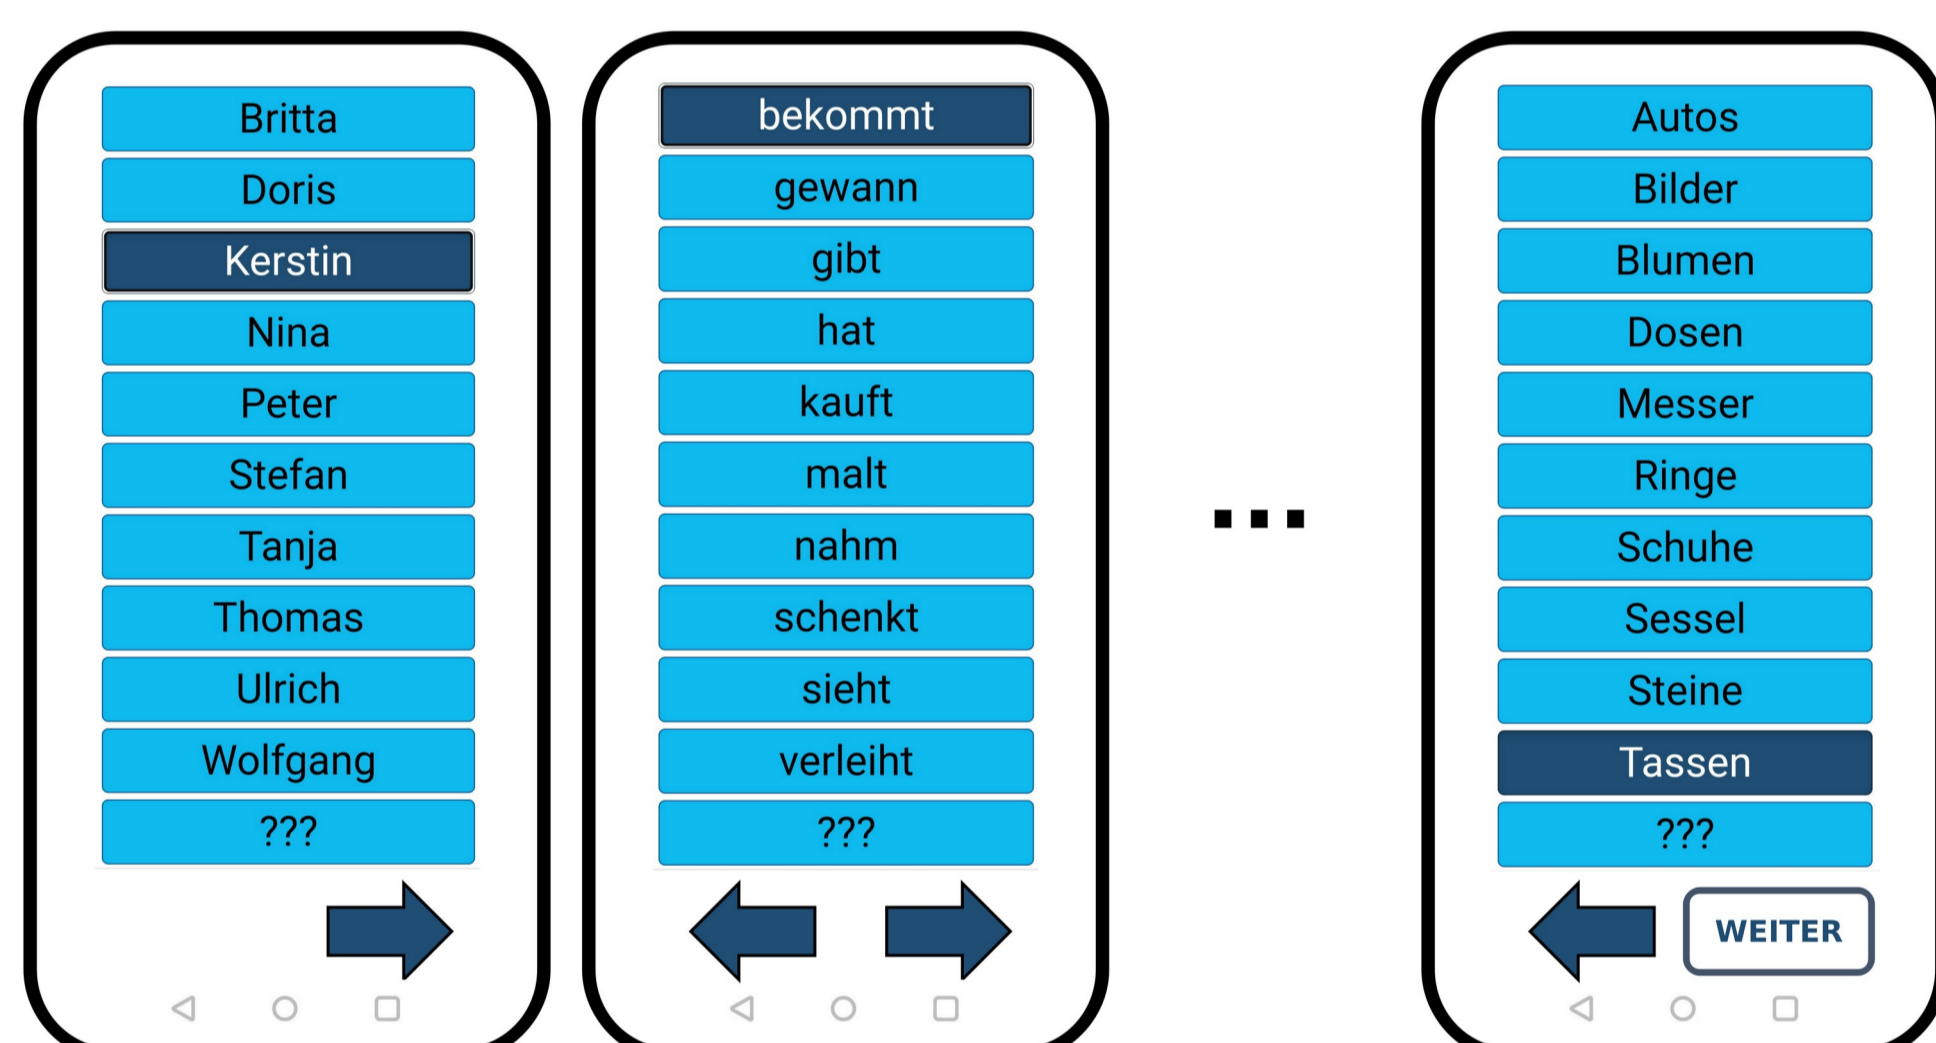 Britta
Doris
Kerstin
Nina
Peter
Stefan
Tanja
Thomas
Ulrich
Wolfgang
???
bekommt
gewann
gibt
hat
kauft
malt
nahm
schenkt
sieht
verleiht
???
...
Autos
Bilder
Blumen
Dosen
Messer
Ringe
Schuhe
Sessel
Steine
Tassen
???
WEITER